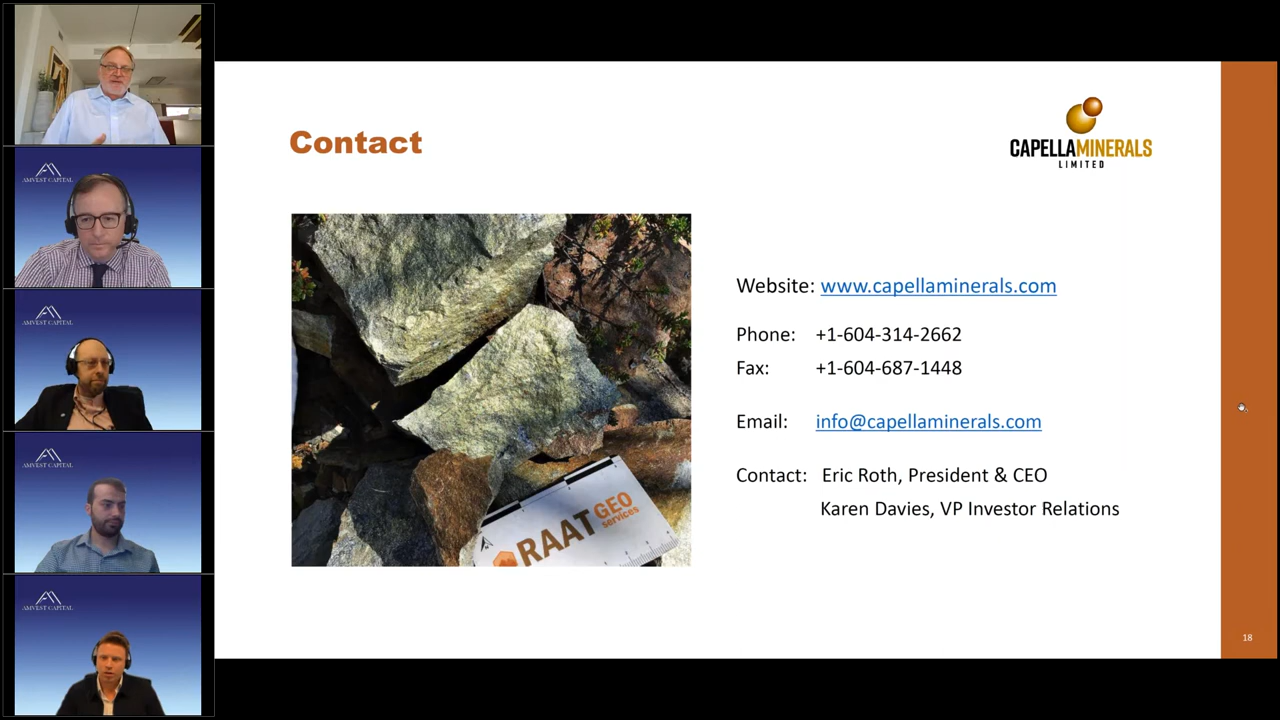 Contact
CAPELLAMINERALS
LIMITED
AMVEST CAPITAL
AMVEST CAPITAL
AMVEST CAPITAL
AMVEST CAPITAL
Website: www.capellaminerals.com
Phone: +1-604-314-2662
Fax: +1-604-687-1448
Email: info@capellaminerals.com
Contact: Eric Roth, President & CEO
Karen Davies, VP Investor Relations
RAAT GEO
services
18